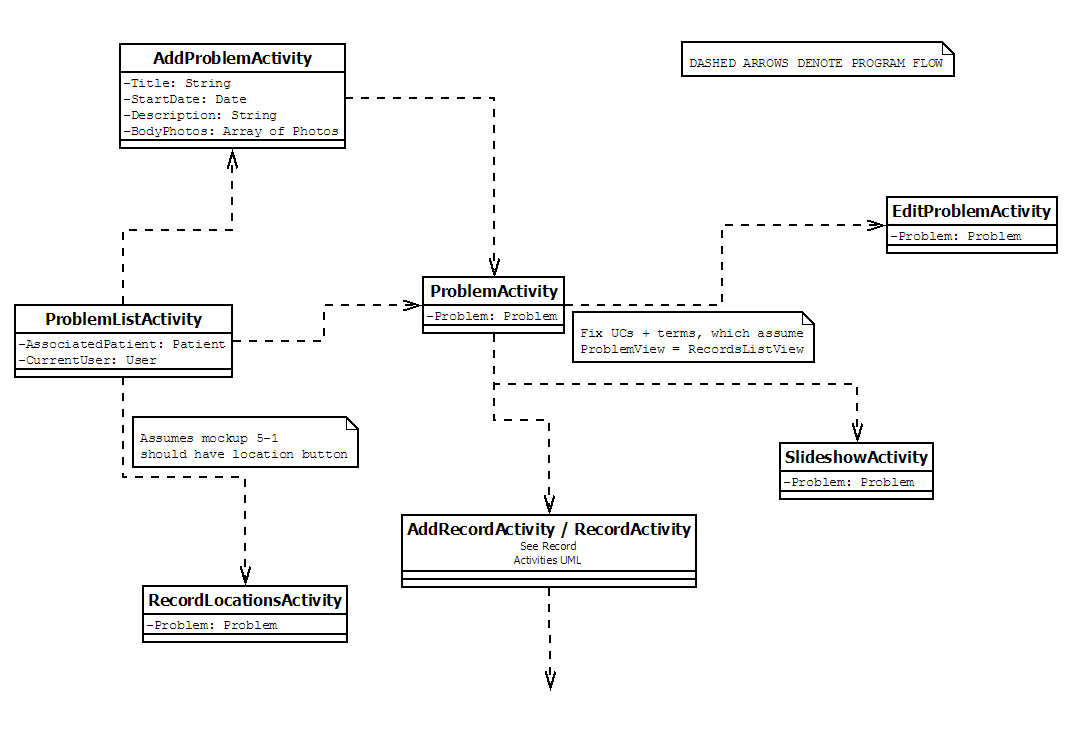 AddProblemActivity
-Title: String
-StartDate: Date
-Description: String
-BodyPhotos: Array of Photos
DASHED ARROWS DENOTE PROGRAM FLOW
EditProblemActivity
-Problem: Problem
ProblemActivity
-Problem: Problem
ProblemListActivity
-AssociatedPatient: Patient
-CurrentUser: User
Fix UCs + terms, which assume
ProblemView = RecordsListView
Assumes mockup 5-1
should have location button
SlideshowActivity
-Problem: Problem
AddRecordActivity / RecordActivity
See Record
Activities UML
RecordLocationsActivity
-Problem: Problem